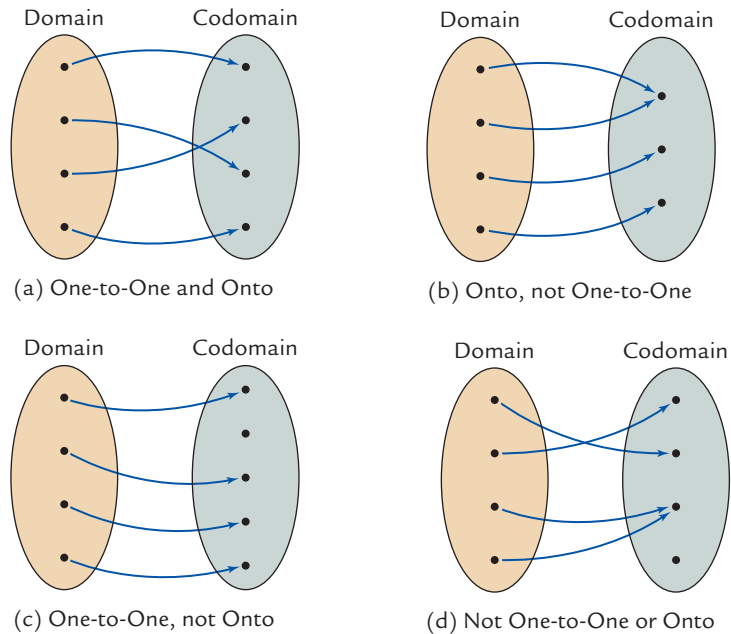 Domain Codomain
Domain Codomain
(a) One-to-One and Onto
(b) Onto, not One-to-One
Domain Codomain
Domain Codomain
(c) One-to-One, not Onto
(d) Not One-to-One or Onto